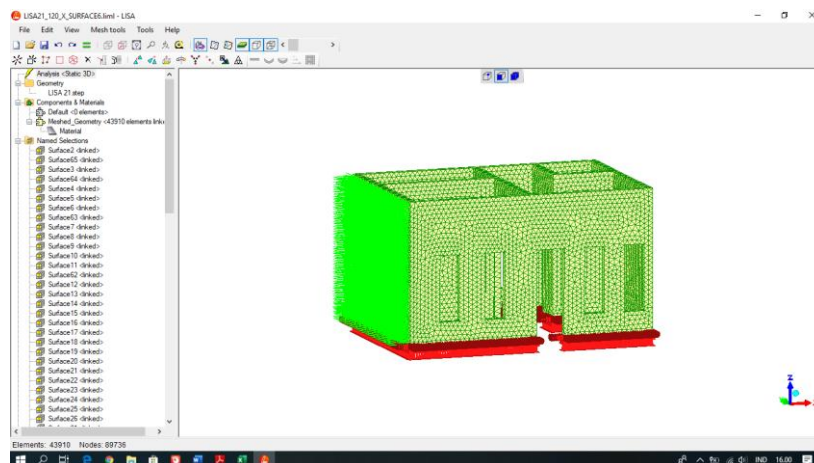 LISA21_120_X_SURFACE6.liml - LISA
File Edit View Mesh tools Tools Help
Analysis <Static 3D>
Geometry
LISA 21.step
Components & Materials
Default <0 elements>
Meshed_Geometry <43910 elements link
Material
Named Selections
Surface2 <linked>
Surface65 <linked>
Surface3 <linked>
Surface64 <linked>
Surface4 <linked>
Surface5 <linked>
Surface6 <linked>
Surface63 <linked>
Surface7 <linked>
Surface8 <linked>
Surface9 <linked>
Surface10 <linked>
Surface11 <linked>
Surface62 <linked>
Surface12 <linked>
Surface13 <linked>
Surface14 <linked>
Surface15 <linked>
Surface16 <linked>
Surface17 <linked>
Surface18 <linked>
Surface19 <linked>
Surface20 <linked>
Surface21 <linked>
Surface22 <linked>
Surface23 <linked>
Surface24 <linked>
Surface25 <linked>
Surface26 <linked>
Z
Elements: 43910 Nodes: 89736
IND 16.00